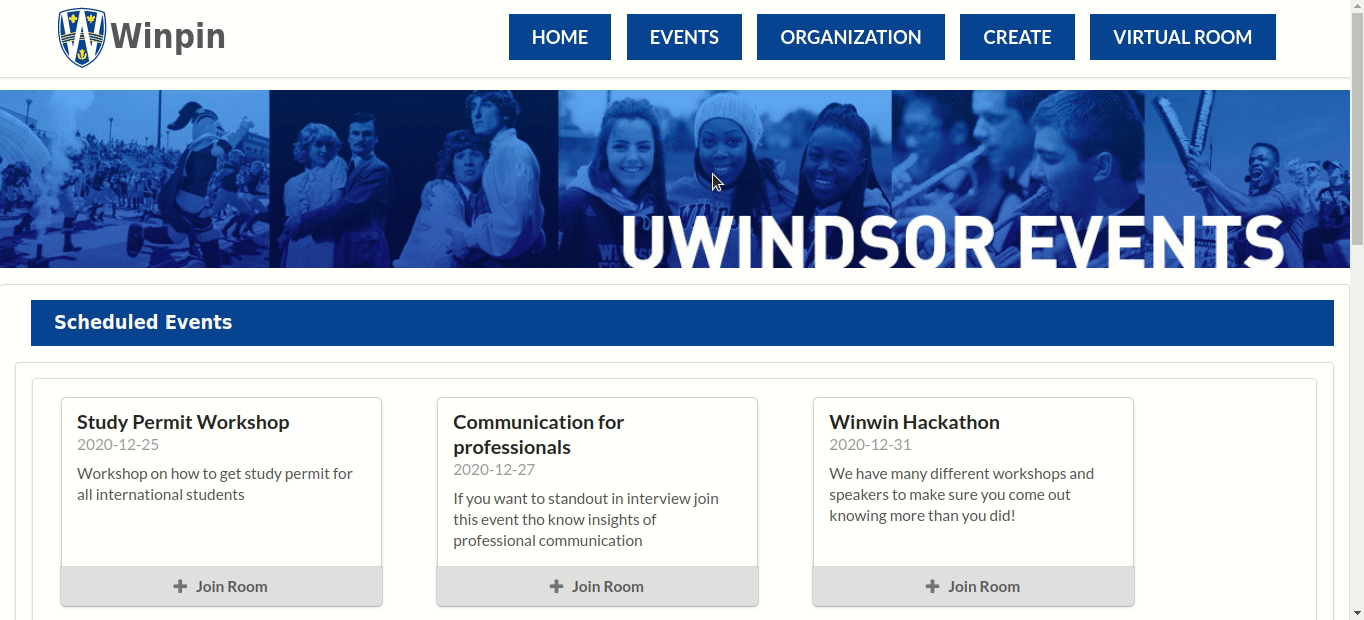 Winpin
HOME
EVENTS
ORGANIZATION
CREATE
VIRTUAL ROOM
UWINDSOR EVENTS
Scheduled Events
Study Permit Workshop
2020-12-25
Workshop on how to get study permit for
all international students
Join Room
Communication for
professionals
2020-12-27
If you want to standout in interview join
this event tho know insights of
professional communication
Join Room
Winwin Hackathon
2020-12-31
We have many different workshops and
speakers to make sure you come out
knowing more than you did!
Join Room